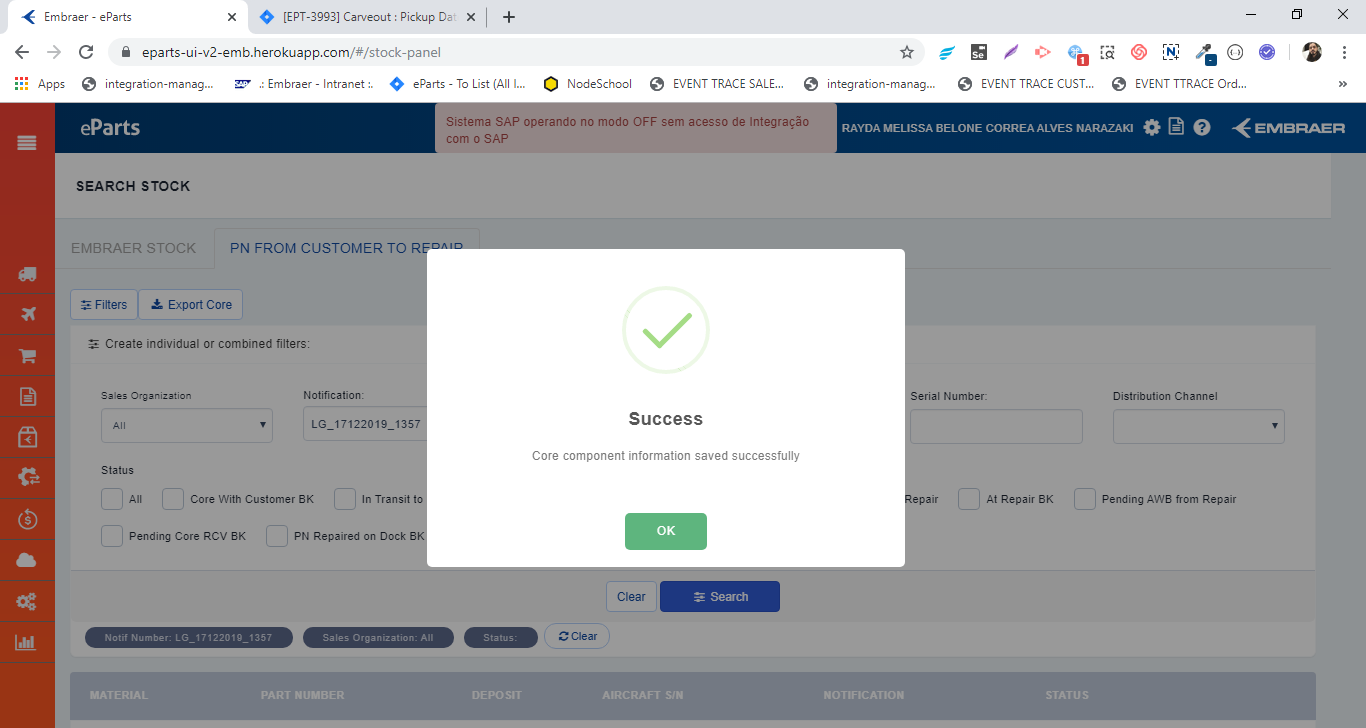 Embraer - eParts
[EPT-3993] Carveout : Pickup Dat
eparts-ui-v2-emb.herokuapp.com/#/stock-panel
Apps
integration-manag...
.: Embraer - Intranet :.
eParts - To List (All I...
NodeSchool
EVENT TRACE SALE...
integration-manag...
EVENT TRACE CUST...
EVENT TTRACE Ord...
eParts
Sistema SAP operando no modo OFF sem acesso de Integração
com o SAP
RAYDA MELISSA BELONE CORREA ALVES NARAZAKI
EMBRAER
SEARCH STOCK
EMBRAER STOCK
PN FROM CUSTOMER TO REPAIR
Filters
Export Core
Create individual or combined filters:
Sales Organization
Notification:
Serial Number:
Distribution Channel
All
LG_17122019_1357
Success
Core component information saved successfully
OK
Status
All
Core With Customer BK
In Transit to
Repair
At Repair BK
Pending AWB from Repair
Pending Core RCV BK
PN Repaired on Dock BK
Clear
Search
Notif Number: LG_17122019_1357
Sales Organization: All
Status:
Clear
MATERIAL
PART NUMBER
DEPOSIT
AIRCRAFT S/N
NOTIFICATION
STATUS